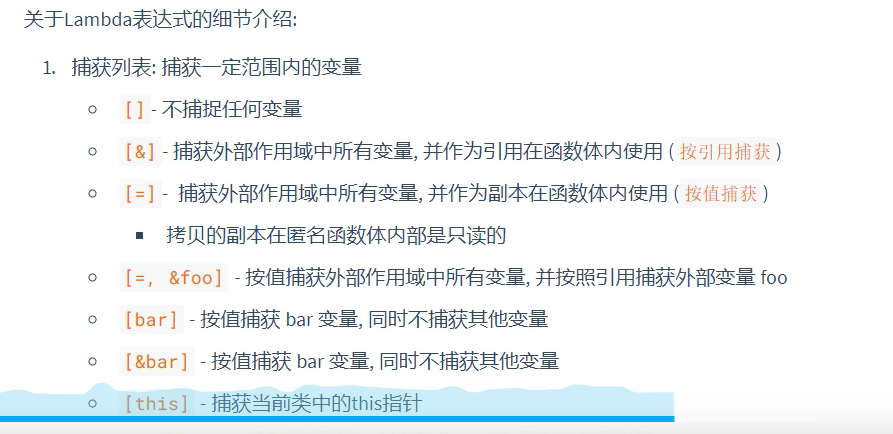 关于Lambda表达式的细节介绍:
1. 捕获列表: 捕获一定范围内的变量
[] - 不捕捉任何变量
[&] - 捕获外部作用域中所有变量, 并作为引用在函数体内使用 ( 按引用捕获 )
[=] - 捕获外部作用域中所有变量, 并作为副本在函数体内使用 ( 按值捕获 )
拷贝的副本在匿名函数体内部是只读的
[=, &foo] - 按值捕获外部作用域中所有变量, 并按照引用捕获外部变量 foo
[bar] - 按值捕获 bar 变量, 同时不捕获其他变量
[&bar] - 按值捕获 bar 变量, 同时不捕获其他变量
[this] - 捕获当前类中的this指针